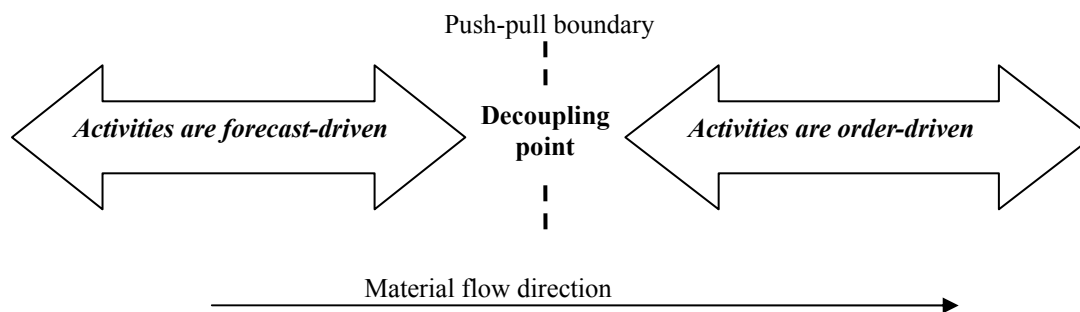 Push-pull boundary
Activities are forecast-driven
Decoupling
point
Activities are order-driven
Material flow direction